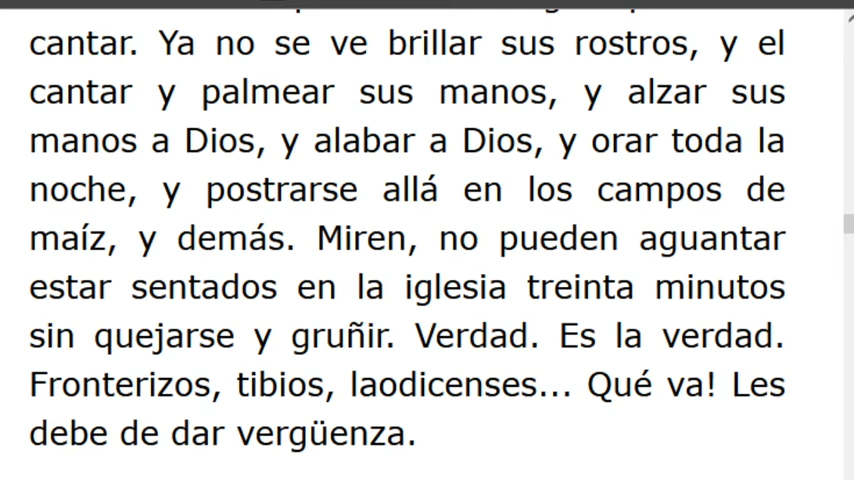 cantar. Ya no se ve brillar sus rostros, y el
cantar y palmear sus manos, y alzar sus
manos a Dios, y alabar a Dios, y orar toda la
noche, y postrarse allá en los campos de
maíz, y demás. Miren, no pueden aguantar
estar sentados en la iglesia treinta minutos
sin quejarse y gruñir. Verdad. Es la verdad.
Fronterizos, tibios, laodicenses... Qué va! Les
debe de dar vergüenza.